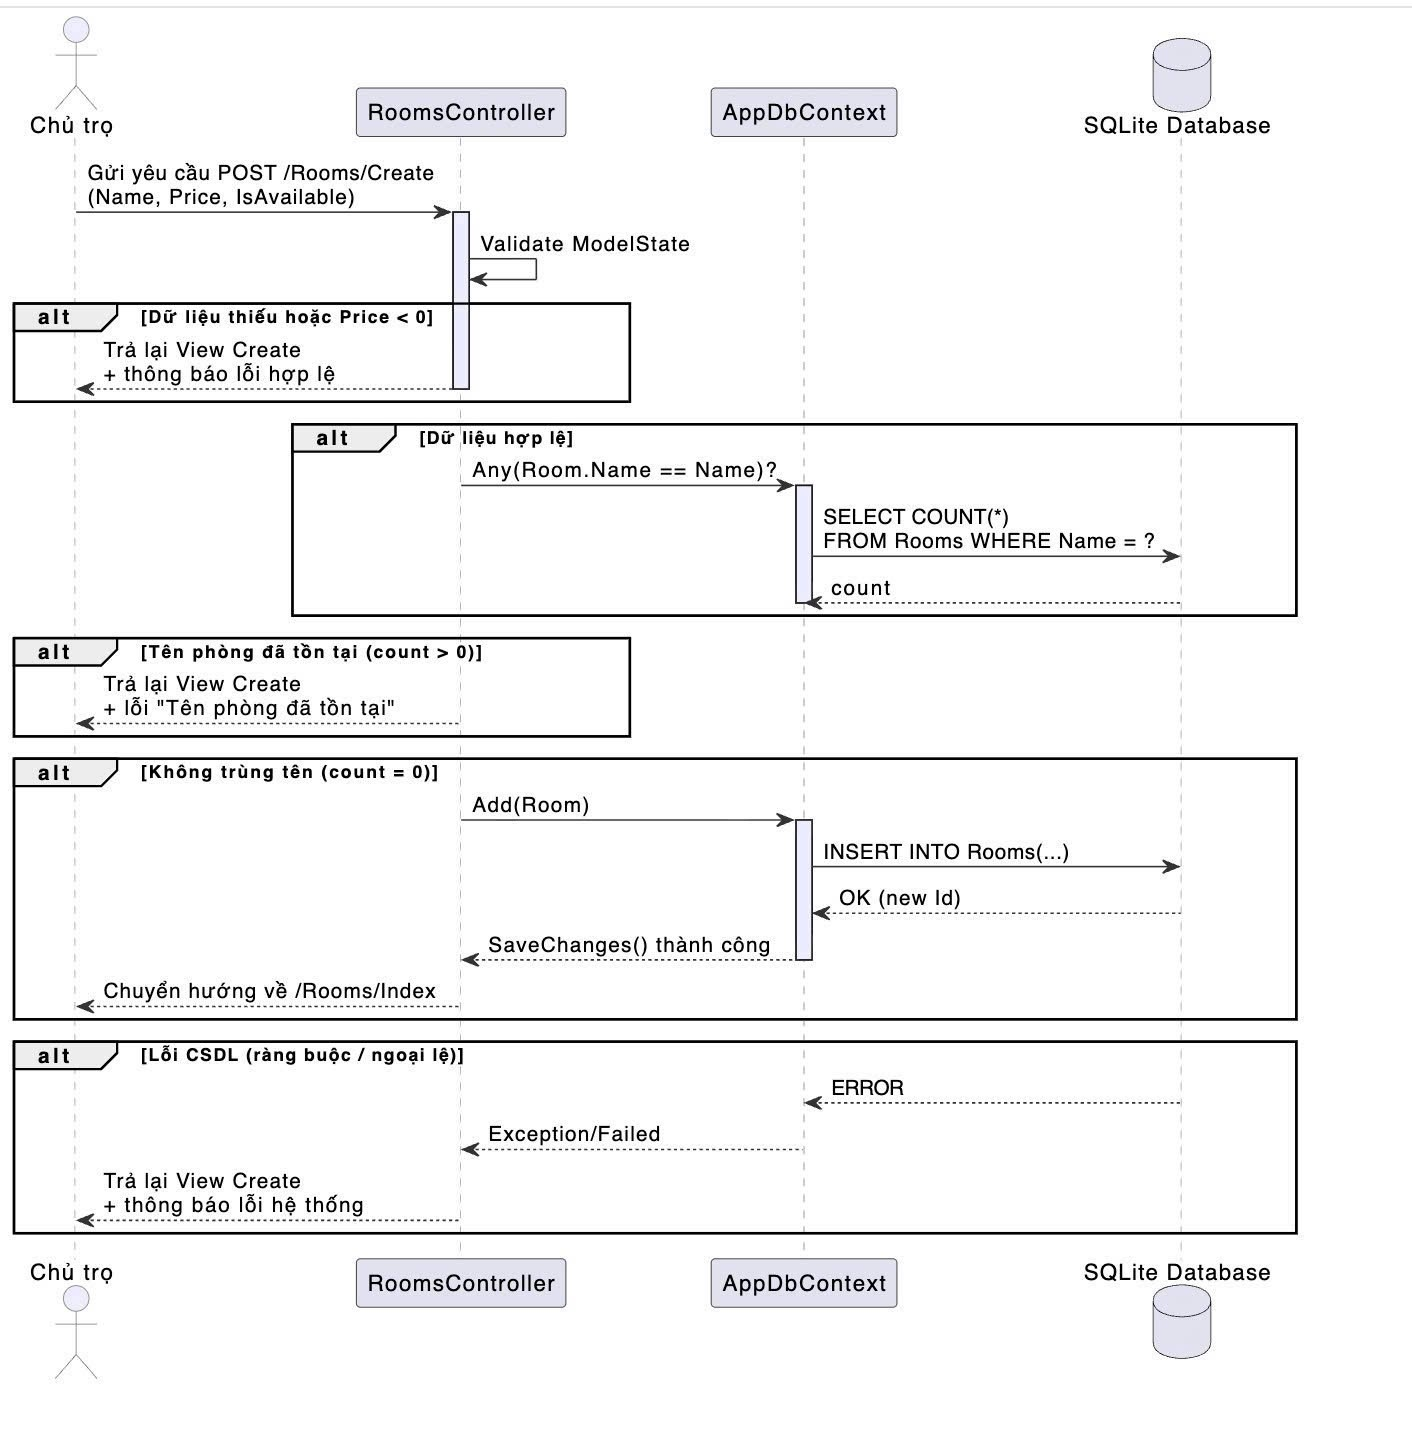 Chủ trọ
RoomsController
AppDbContext
SQLite Database
Gửi yêu cầu POST /Rooms/Create
(Name, Price, IsAvailable)
Validate ModelState
alt
[Dữ liệu thiếu hoặc Price < 0]
Trả lại View Create
+ thông báo lỗi hợp lệ
alt
[Dữ liệu hợp lệ]
Any(Room.Name == Name)?
SELECT COUNT(*)
FROM Rooms WHERE Name = ?
count
alt
[Tên phòng đã tồn tại (count > 0)]
Trả lại View Create
+ lỗi "Tên phòng đã tồn tại"
alt
[Không trùng tên (count = 0)]
Add(Room)
INSERT INTO Rooms(...)
OK (new Id)
SaveChanges() thành công
Chuyển hướng về /Rooms/Index
alt
[Lỗi CSDL (ràng buộc / ngoại lệ)]
ERROR
Exception/Failed
Trả lại View Create
+ thông báo lỗi hệ thống
Chủ trọ
RoomsController
AppDbContext
SQLite Database